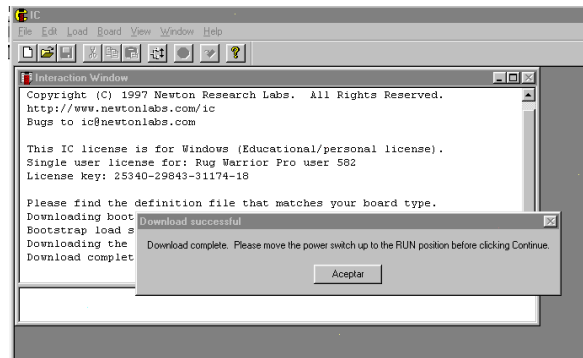 IC
File Edit Load Board View Window Help
Interaction Window
Copyright (C) 1997 Newton Research Labs. All Rights Reserved.
http://www.newtonlabs.com/ic
Bugs to ic@newtonlabs.com
This IC license is for Windows (Educational/personal license).
Single user license for: Rug Warrior Pro user 582
License key: 25340-29843-31174-18
Please find the definition file that matches your board type.
Downloading boot
Bootstrap load s
Downloading the
Download complet
Download successful
Download complete. Please move the power switch up to the RUN position before clicking Continue.
Aceptar